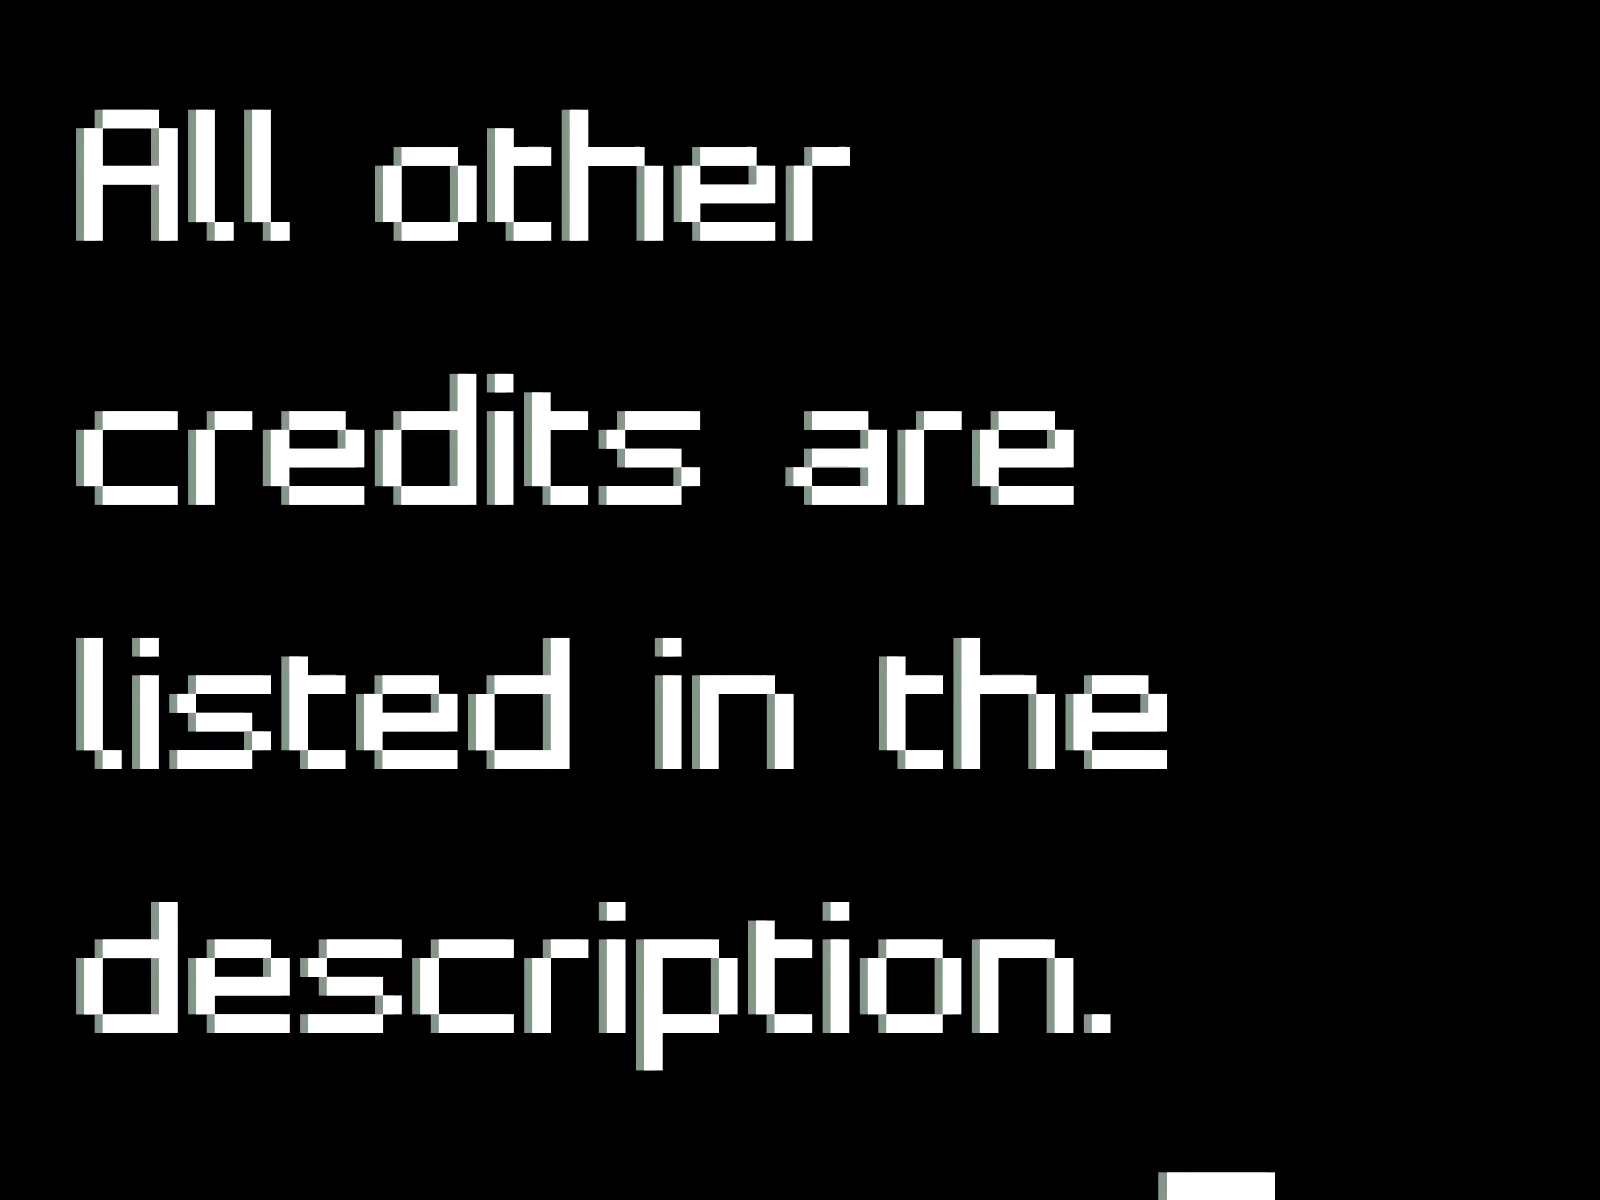 All other
credits are
listed in the
description.